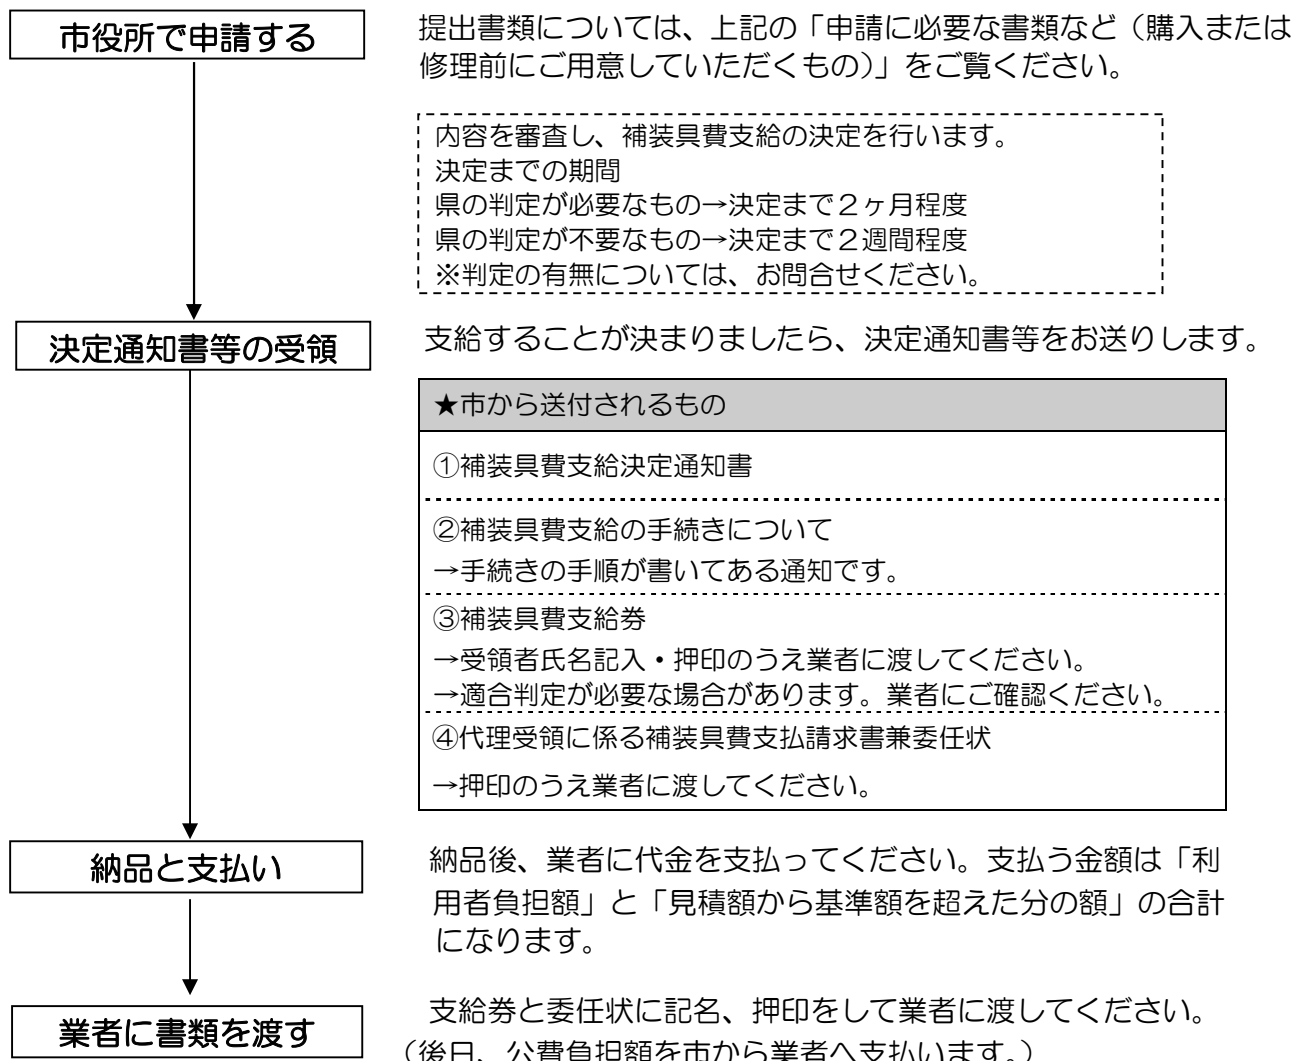 市役所で申請する
提出書類については、上記の「申請に必要な書類など（購入または
修理前にご用意していただくもの）」をご覧ください。
内容を審査し、補装具費支給の決定を行います。
決定までの期間
県の判定が必要なもの→決定まで２ヶ月程度
県の判定が不要なもの→決定まで２週間程度
※判定の有無については、お問合せください。
決定通知書等の受領
支給することが決まりましたら、決定通知書等をお送りします。
★市から送付されるもの
①補装具費支給決定通知書
②補装具費支給の手続きについて
→手続きの手順が書いてある通知です。
③補装具費支給券
→受領者氏名記入・押印のうえ業者に渡してください。
→適合判定が必要な場合があります。業者にご確認ください。
④代理受領に係る補装具費支払請求書兼委任状
→押印のうえ業者に渡してください。
納品と支払い
納品後、業者に代金を支払ってください。支払う金額は「利
用者負担額」と「見積額から基準額を超えた分の額」の合計
になります。
業者に書類を渡す
支給券と委任状に記名、押印をして業者に渡してください。
（後日、公費負担額を市から業者へ支払います。）